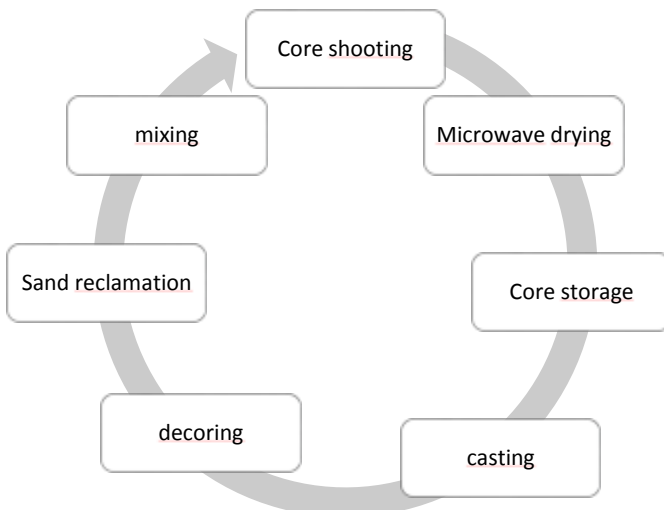 Core shooting
Microwave drying
Core storage
casting
decoring
Sand reclamation
mixing